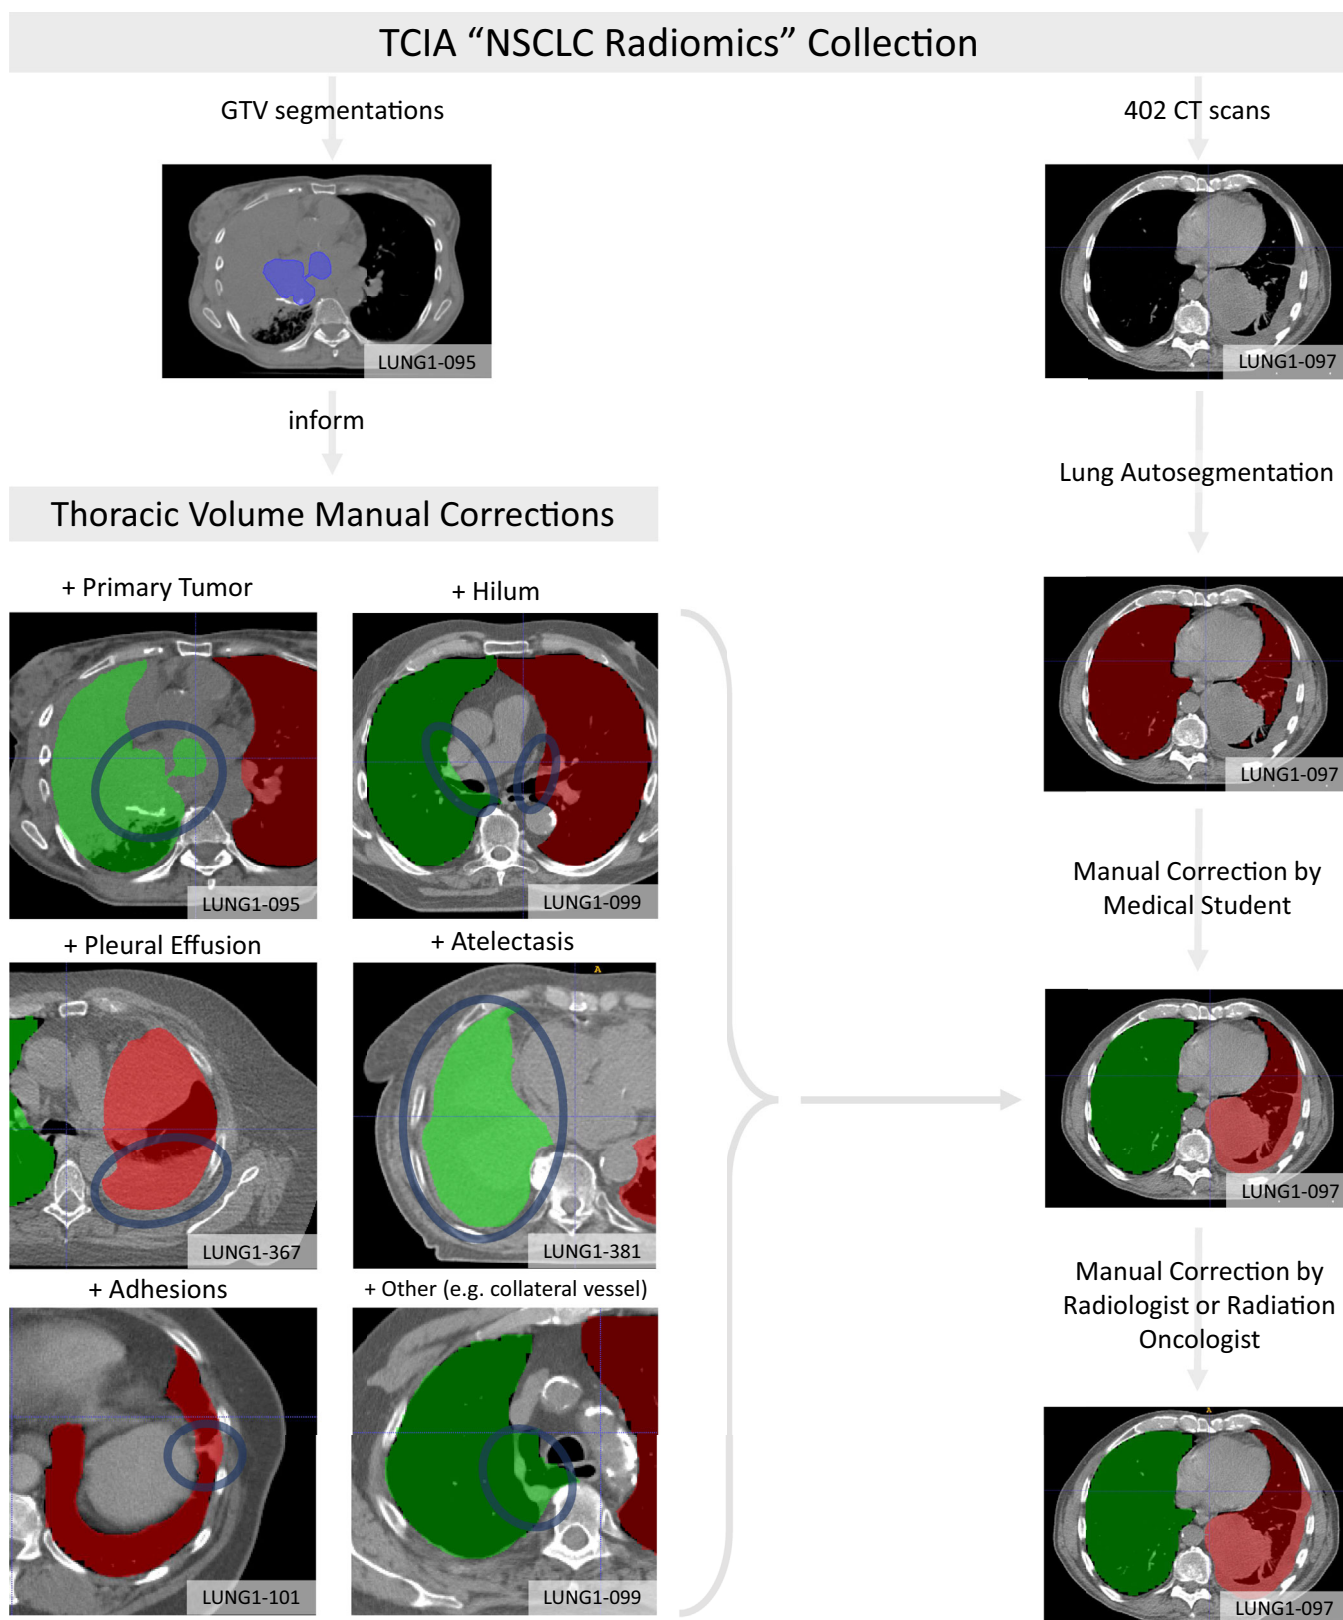 TCIA “NSCLC Radiomics” Collection
GTV segmentations
LUNG1-095
inform
Thoracic Volume Manual Corrections
+ Primary Tumor
LUNG1-095
+ Hilum
LUNG1-099
+ Pleural Effusion
LUNG1-367
+ Atelectasis
A
LUNG1-381
+ Adhesions
LUNG1-101
+ Other (e.g. collateral vessel)
LUNG1-099
402 CT scans
LUNG1-097
Lung Autosegmentation
LUNG1-097
Manual Correction by
Medical Student
LUNG1-097
Manual Correction by
Radiologist or Radiation
Oncologist
A
LUNG1-097